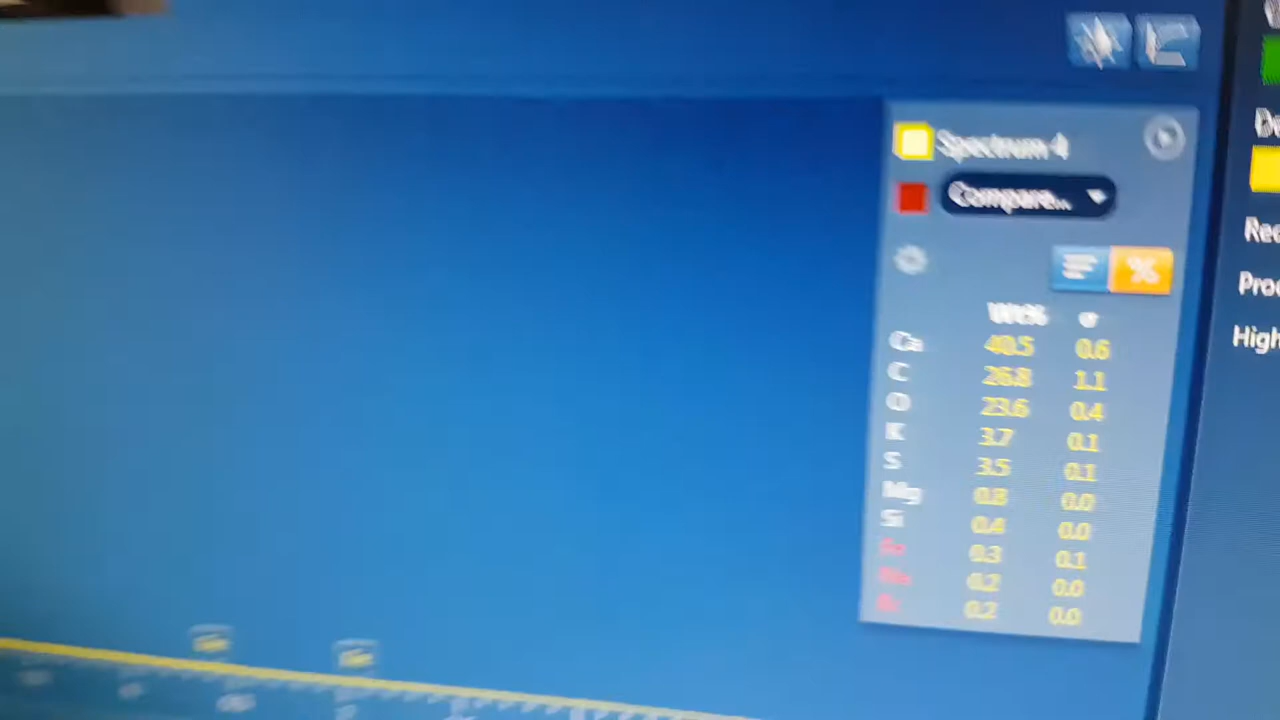 Spectrum 4
Compare...
%
Wt% σ
Ca 40.5 0.6
C 26.8 1.1
O 23.6 0.4
K 3.7 0.1
S 3.5 0.1
Mg 0.8 0.0
Si 0.4 0.0
0.3 0.1
0.2 0.0
0.2 0.0
High